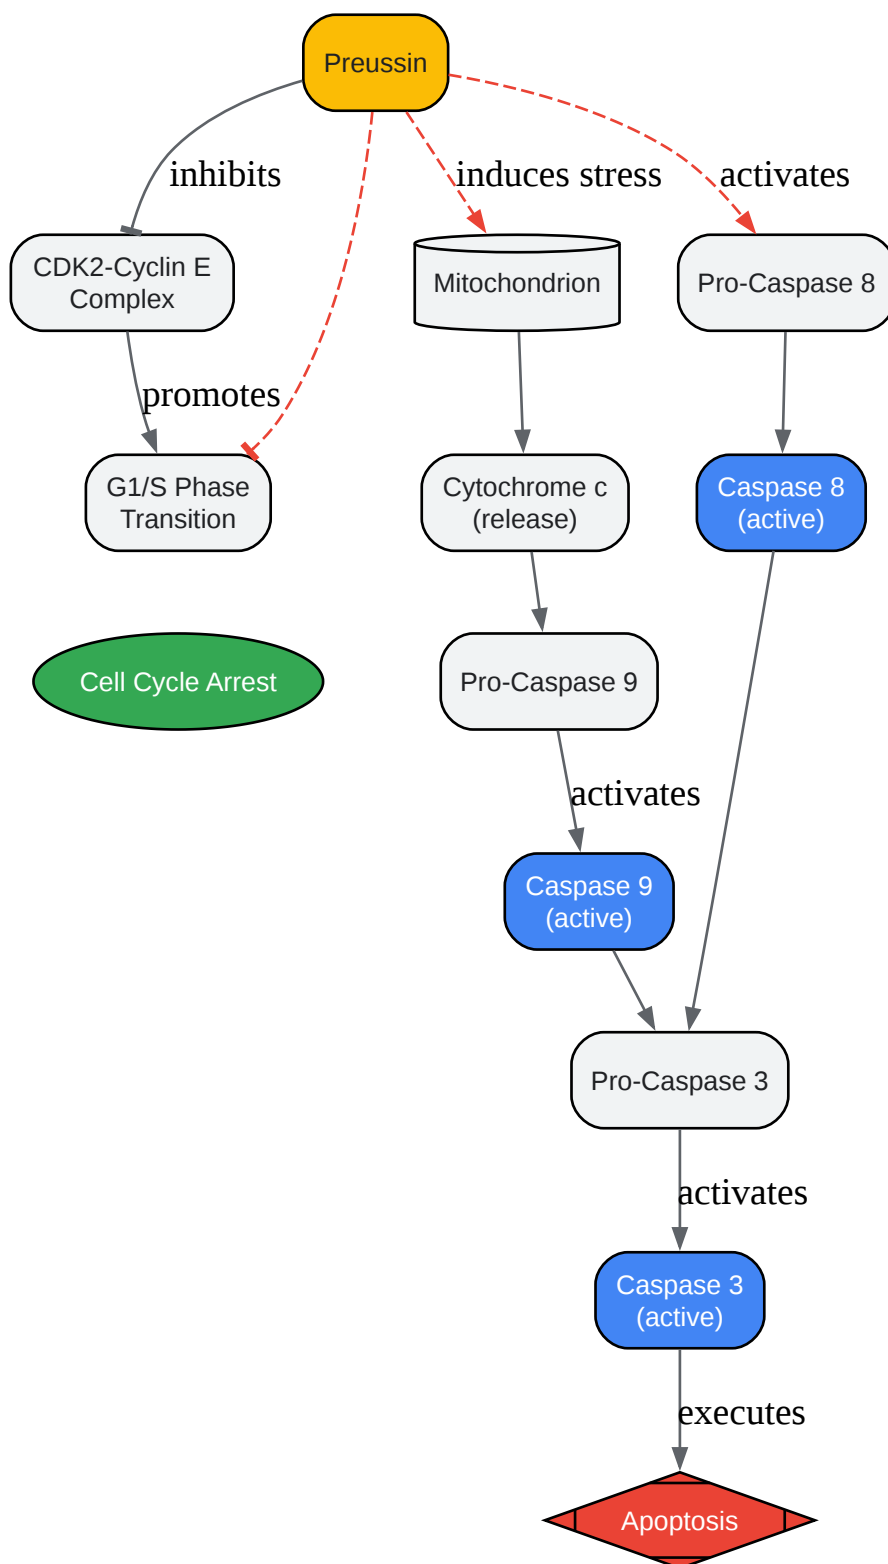 Preussin
inhibits
induces stress
activates
CDK2-Cyclin E
Complex
Mitochondrion
Pro-Caspase 8
promotes
G1/S Phase
Transition
Cytochrome c
(release)
Caspase 8
(active)
Cell Cycle Arrest
Pro-Caspase 9
activates
Caspase 9
(active)
Pro-Caspase 3
activates
Caspase 3
(active)
executes
Apoptosis